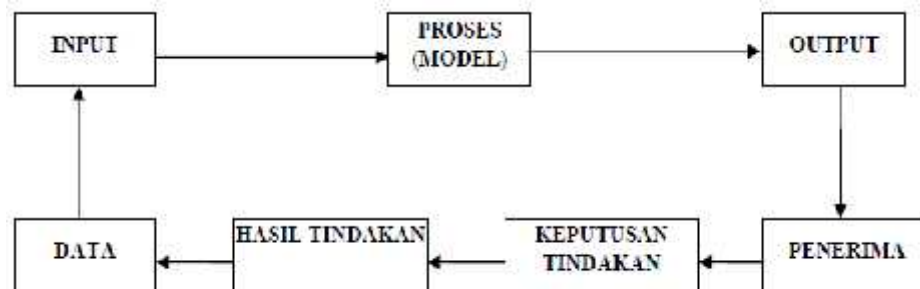 INPUT
PROSES
(MODEL)
OUTPUT
DATA
HASIL TINDAKAN
KEPUTUSAN
TINDAKAN
PENERIMA